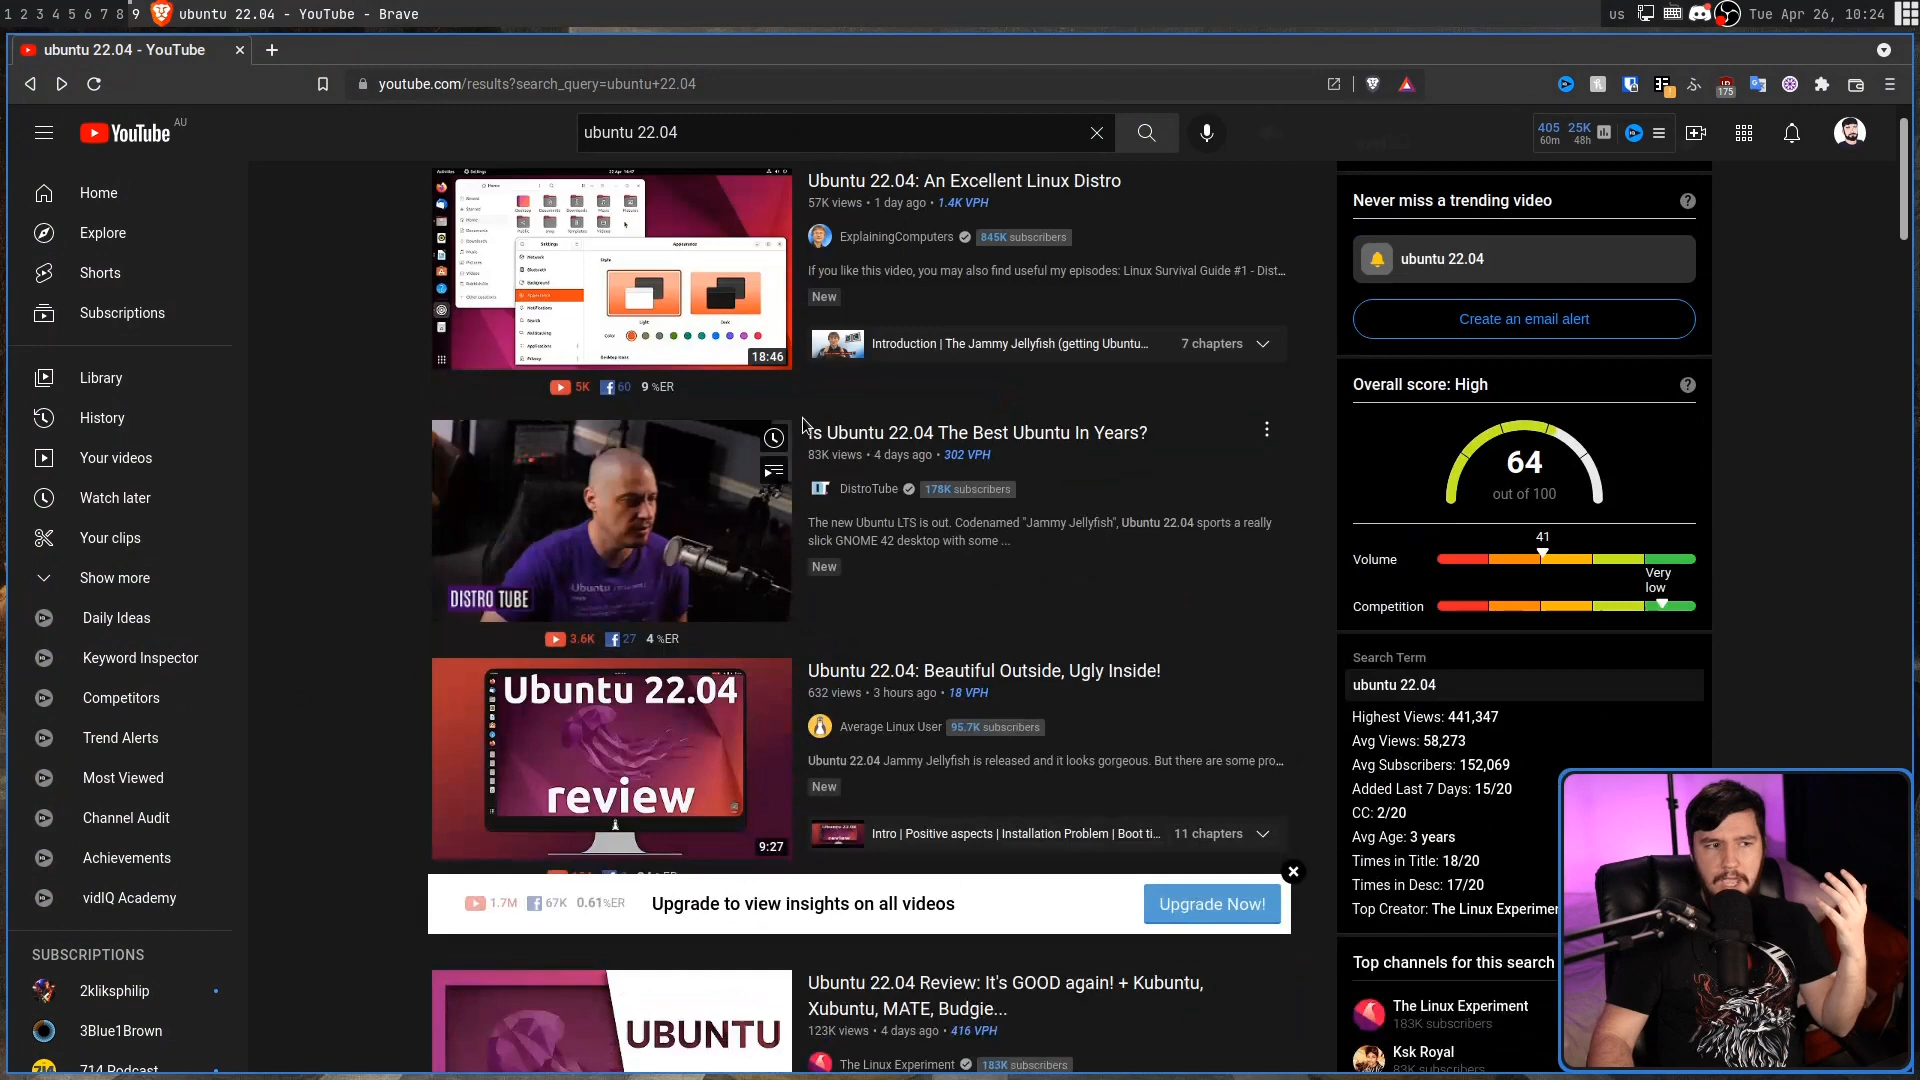 1 2 3 4 5 6 7 8 9 ubuntu 22.04 - YouTube - Brave
us Tue Apr 26, 10:24
ubuntu 22.04 - YouTube
youtube.com/results?search_query=ubuntu+22.04
175
YouTube AU
ubuntu 22.04
405 60m
25K 48h
Home
Explore
Shorts
Subscriptions
Library
History
Your videos
Watch later
Your clips
Show more
Daily Ideas
Keyword Inspector
Competitors
Trend Alerts
Most Viewed
Channel Audit
Achievements
vidIQ Academy
SUBSCRIPTIONS
2kliksphilip
3Blue1Brown
714 Podcast
18:46
5K 60 9 %ER
Ubuntu 22.04: An Excellent Linux Distro
57K views • 1 day ago • 1.4K VPH
ExplainingComputers 845K subscribers
If you like this video, you may also find useful my episodes: Linux Survival Guide #1 - Dist...
New
Introduction | The Jammy Jellyfish (getting Ubuntu... 7 chapters
DISTRO TUBE
3.6K 27 4 %ER
Is Ubuntu 22.04 The Best Ubuntu In Years?
83K views • 4 days ago • 302 VPH
DistroTube 178K subscribers
The new Ubuntu LTS is out. Codenamed "Jammy Jellyfish", Ubuntu 22.04 sports a really
slick GNOME 42 desktop with some ...
New
Ubuntu 22.04
review
9:27
Ubuntu 22.04: Beautiful Outside, Ugly Inside!
632 views • 3 hours ago • 18 VPH
Average Linux User 95.7K subscribers
Ubuntu 22.04 Jammy Jellyfish is released and it looks gorgeous. But there are some pro...
New
Intro | Positive aspects | Installation Problem | Boot ti... 11 chapters
1.7M 67K 0.61%ER Upgrade to view insights on all videos Upgrade Now!
UBUNTU
Ubuntu 22.04 Review: It's GOOD again! + Kubuntu,
Xubuntu, MATE, Budgie...
123K views • 4 days ago • 416 VPH
The Linux Experiment 183K subscribers
Never miss a trending video
ubuntu 22.04
Create an email alert
Overall score: High
64
out of 100
41
Volume
Very
low
Competition
Search Term
ubuntu 22.04
Highest Views: 441,347
Avg Views: 58,273
Avg Subscribers: 152,069
Added Last 7 Days: 15/20
CC: 2/20
Avg Age: 3 years
Times in Title: 18/20
Times in Desc: 17/20
Top Creator: The Linux Experimen
Top channels for this search
The Linux Experiment
183K subscribers
Ksk Royal
83K subscribers